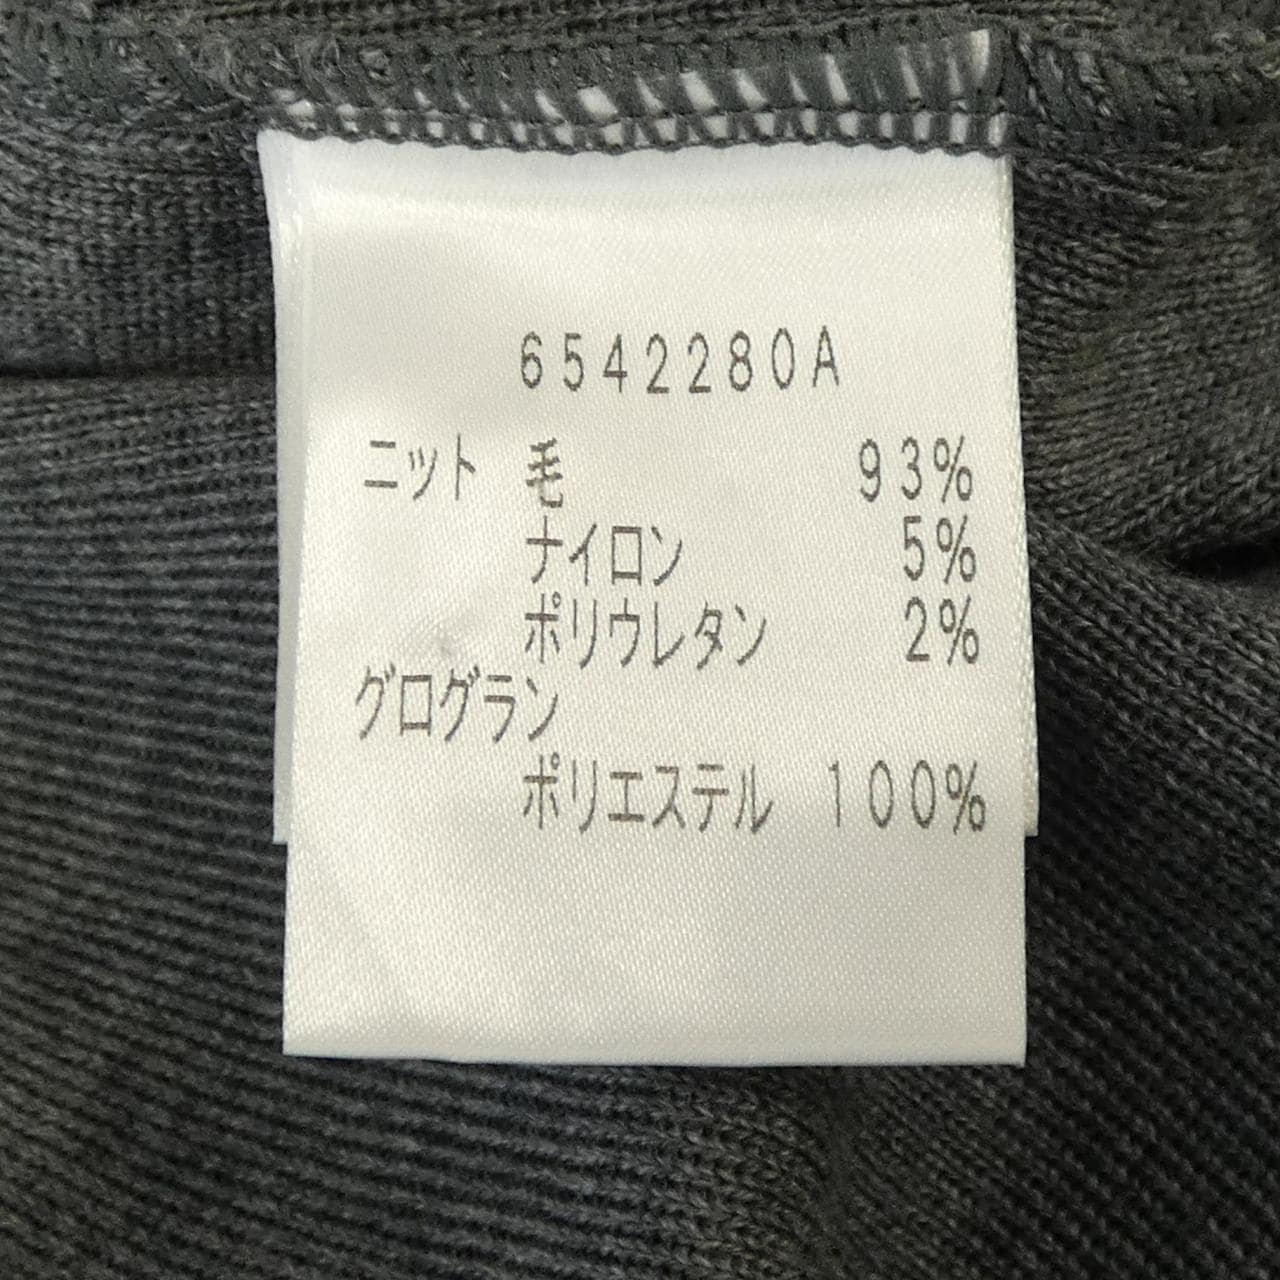 6542280A
ニット 毛 93%
ナイロン 5%
ポリウレタン 2%
グログラン
ポリエステル 100%